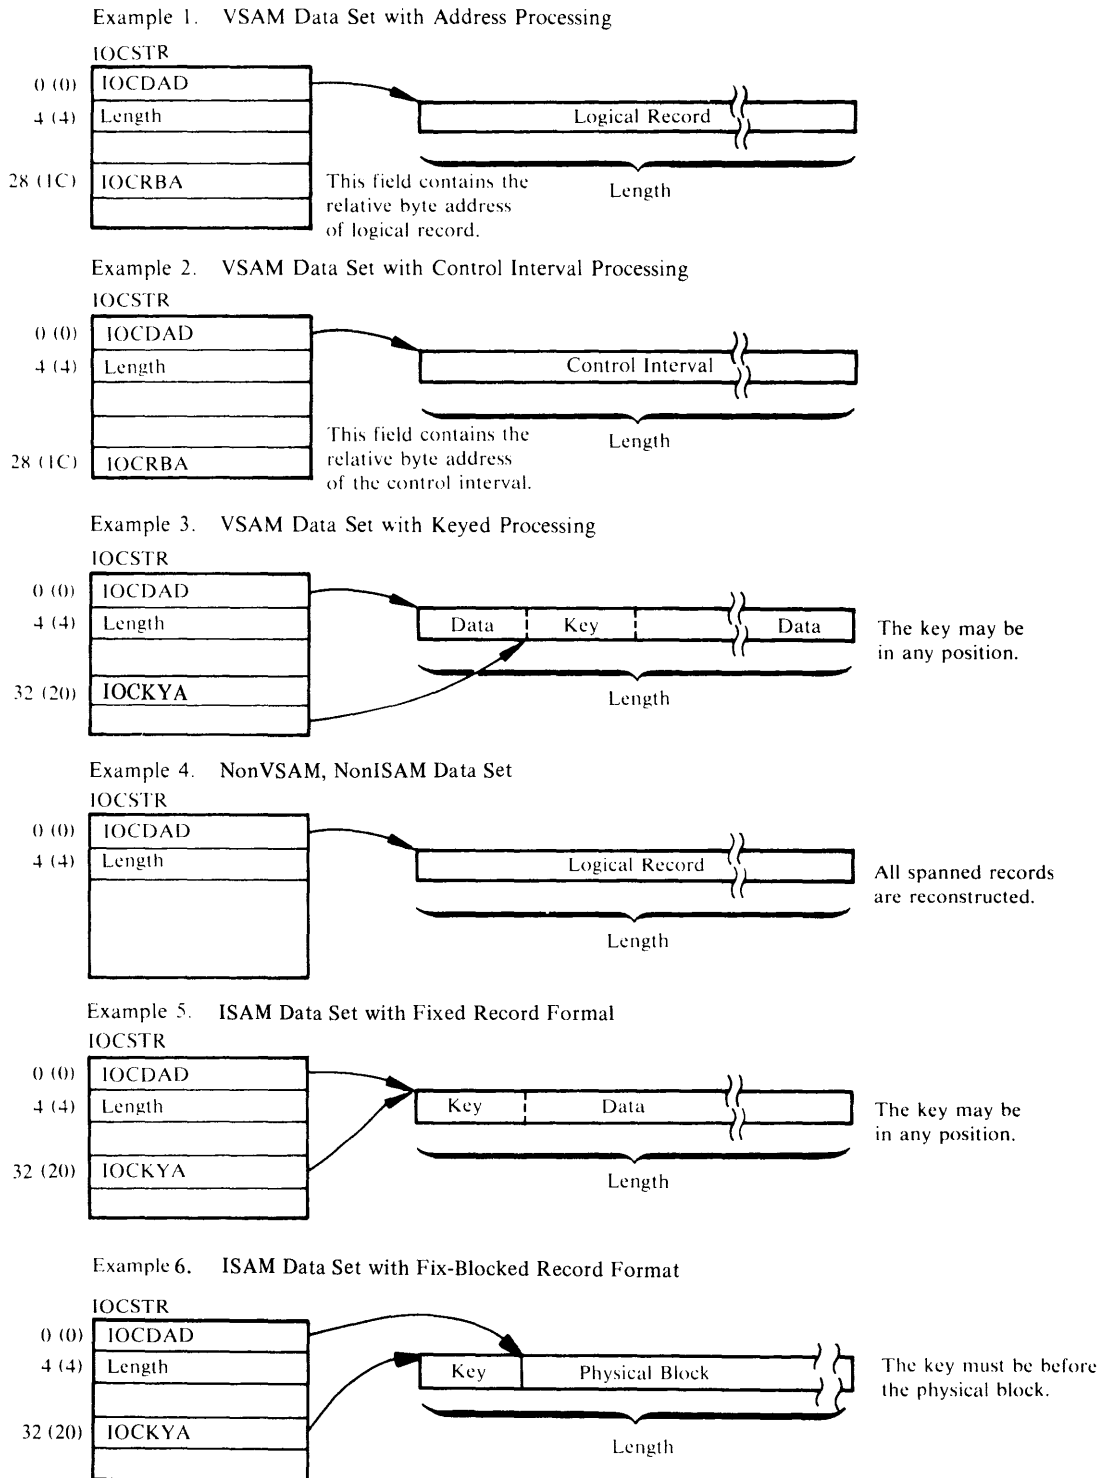 Example 1. VSAM Data Set with Address Processing
IOCSTR
0 (0) IOCDAD
4 (4) Length
Logical Record
28 (1C) IOCRBA
This field contains the
relative byte address
of logical record.
Length
Example 2. VSAM Data Set with Control Interval Processing
IOCSTR
0 (0) IOCDAD
4 (4) Length
Control Interval
Length
This field contains the
relative byte address
of the control interval.
28 (1C) IOCRBA
Example 3. VSAM Data Set with Keyed Processing
IOCSTR
0 (0) IOCDAD
4 (4) Length
Data Key Data
The key may be
in any position.
32 (20) IOCKYA
Length
Example 4. NonVSAM, NonISAM Data Set
IOCSTR
0 (0) IOCDAD
4 (4) Length
Logical Record
All spanned records
are reconstructed.
Length
Example 5. ISAM Data Set with Fixed Record Formal
IOCSTR
0 (0) IOCDAD
4 (4) Length
Key Data
The key may be
in any position.
32 (20) IOCKYA
Length
Example 6. ISAM Data Set with Fix-Blocked Record Format
IOCSTR
0 (0) IOCDAD
4 (4) Length
Key Physical Block
The key must be before
the physical block.
32 (20) IOCKYA
Length